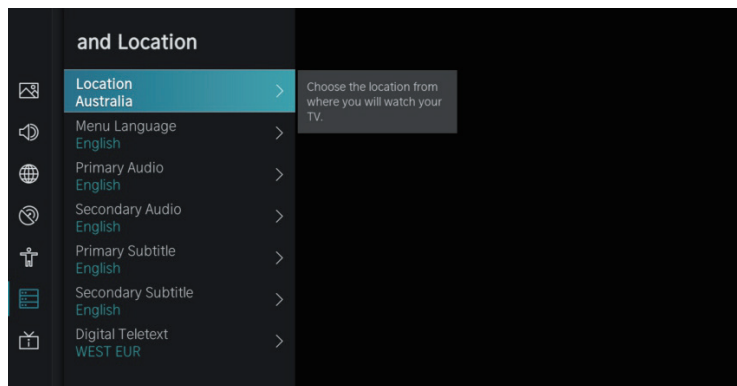 and Location
Location
Australia
Choose the location from
where you will watch your
TV.
Menu Language
English
Primary Audio
English
Secondary Audio
English
Primary Subtitle
English
Secondary Subtitle
English
Digital Teletext
WEST EUR